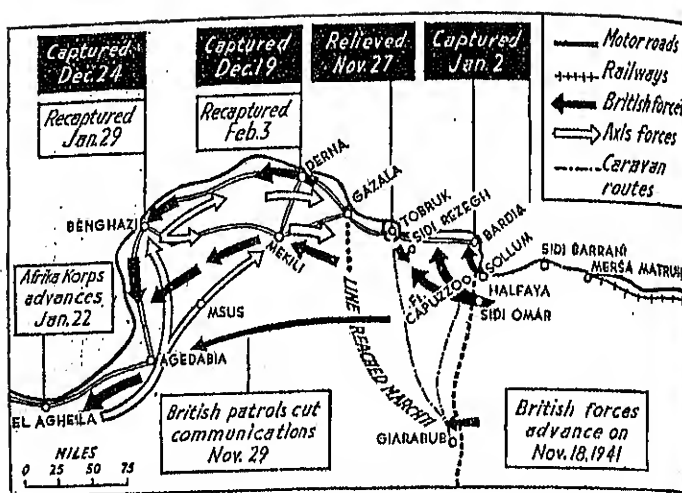 Captured
Dec. 24
Captured
Dec. 19
Relieved
Nov. 27
Captured
Jan. 2
Recaptured
Jan. 29
Recaptured
Feb. 3
Motor roads
Railways
British forces
Axis forces
Caravan
routes
DERNA
GAZALA
TOBRUK
SIDI REZEGH
BARDIA
SOLLUM
SIDI BARRANI
MERSA MATRUH
BENGHAZI
MEKILI
FT.
CAPUZZO
HALFAYA
SIDI OMAR
Afrika Korps
advances
Jan. 22
MSUS
AGEDABIA
LINE REACHED MARCH 11
EL AGHEILA
British patrols cut
communications
Nov. 29
GIARABUB
British forces
advance on
Nov. 18, 1941
MILES
0 25 50 75